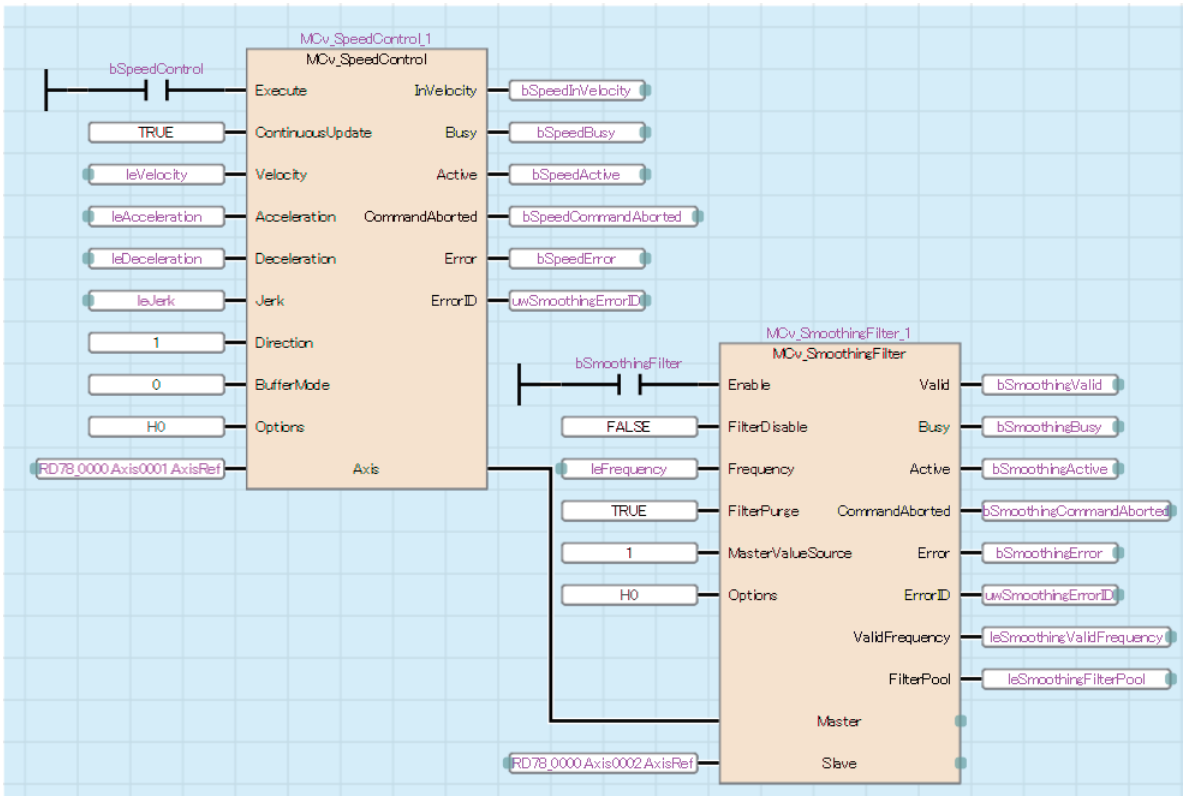 MCv_SpeedControl_1
MCv_SpeedControl
bSpeedControl
Execute InVelocity bSpeedInVelocity
TRUE ContinuousUpdate Busy bSpeedBusy
leVelocity Velocity Active bSpeedActive
leAcceleration Acceleration CommandAborted bSpeedCommandAborted
leDeceleration Deceleration Error bSpeedError
leJerk Jerk ErrorID uwSmoothingErrorID
1 Direction
0 BufferMode
H0 Options
RD78_0000.Axis0001.AxisRef Axis
MCv_SmoothingFilter_1
MCv_SmoothingFilter
bSmoothingFilter
Enable Valid bSmoothingValid
FALSE FilterDisable Busy bSmoothingBusy
leFrequency Frequency Active bSmoothingActive
TRUE FilterPurge CommandAborted bSmoothingCommandAborted
1 MasterValueSource Error bSmoothingError
H0 Options ErrorID uwSmoothingErrorID
ValidFrequency leSmoothingValidFrequency
FilterPool leSmoothingFilterPool
Master
RD78_0000.Axis0002.AxisRef Slave